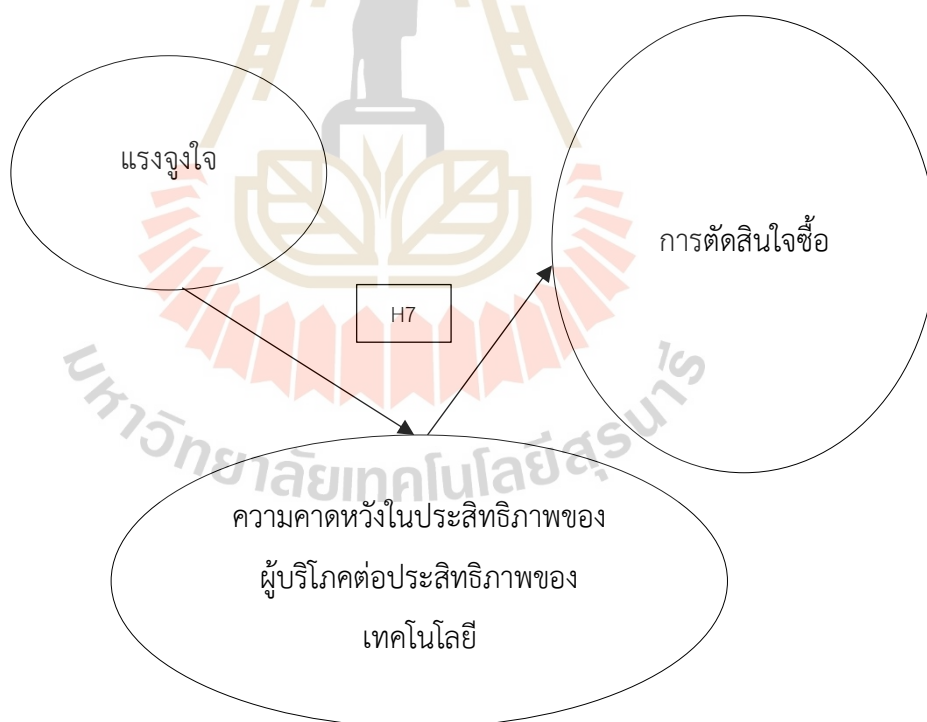 แรงจูงใจ
การตัดสินใจซื้อ
H7
มหาวิทยาลัยเทคโนโลยีสุรนารี
ความคาดหวังในประสิทธิภาพของ
ผู้บริโภคต่อประสิทธิภาพของ
เทคโนโลยี